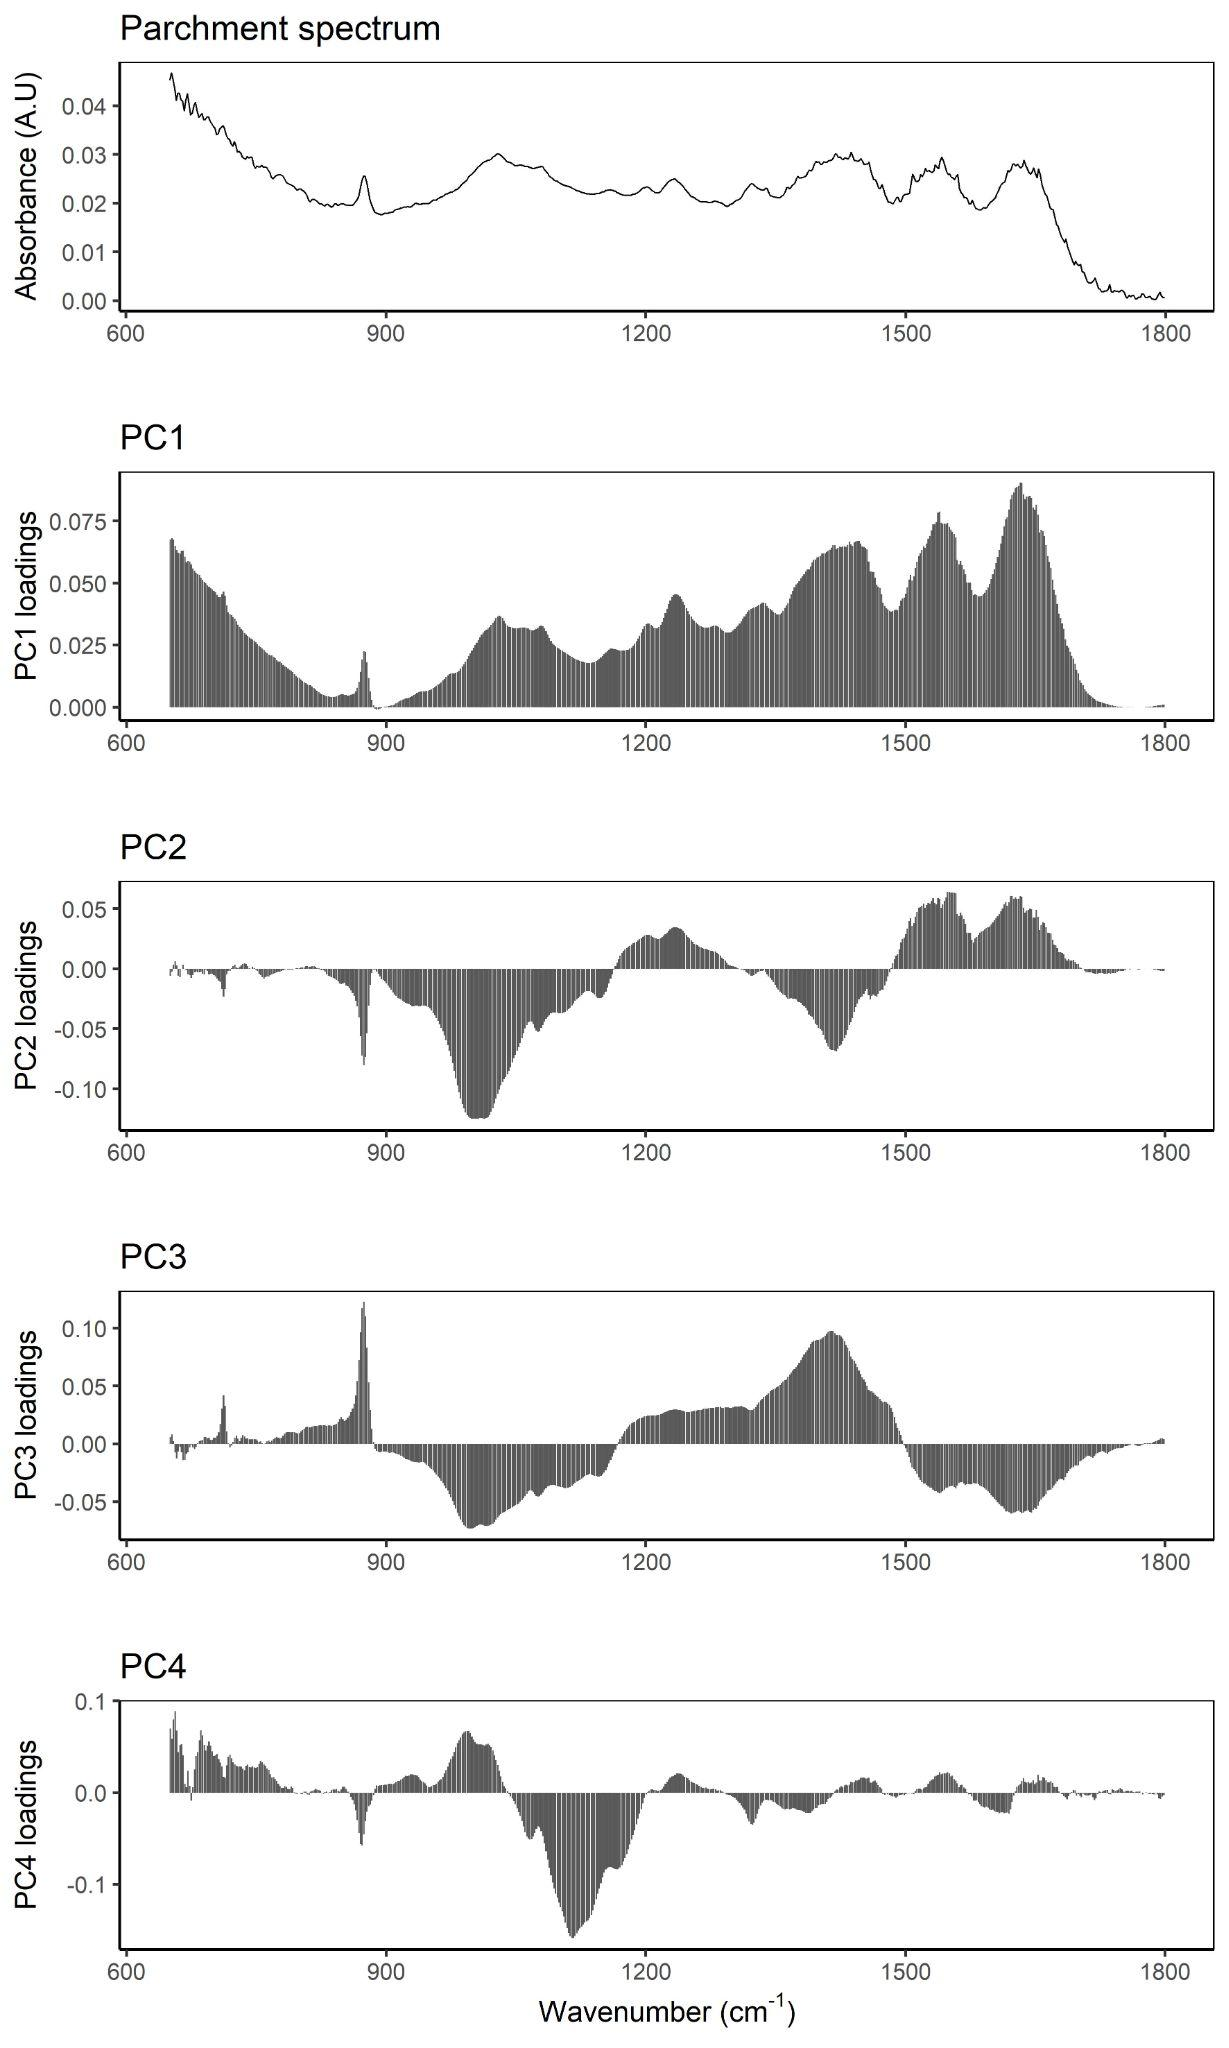 Parchment spectrum
Absorbance (A.U)
0.04
0.03
0.02
0.01
0.00
600 900 1200 1500 1800
PC1
PC1 loadings
0.075
0.050
0.025
0.000
600 900 1200 1500 1800
PC2
PC2 loadings
0.05
0.00
-0.05
-0.10
600 900 1200 1500 1800
PC3
PC3 loadings
0.10
0.05
0.00
-0.05
600 900 1200 1500 1800
PC4
PC4 loadings
0.1
0.0
-0.1
600 900 1200 1500 1800
Wavenumber (cm⁻¹)